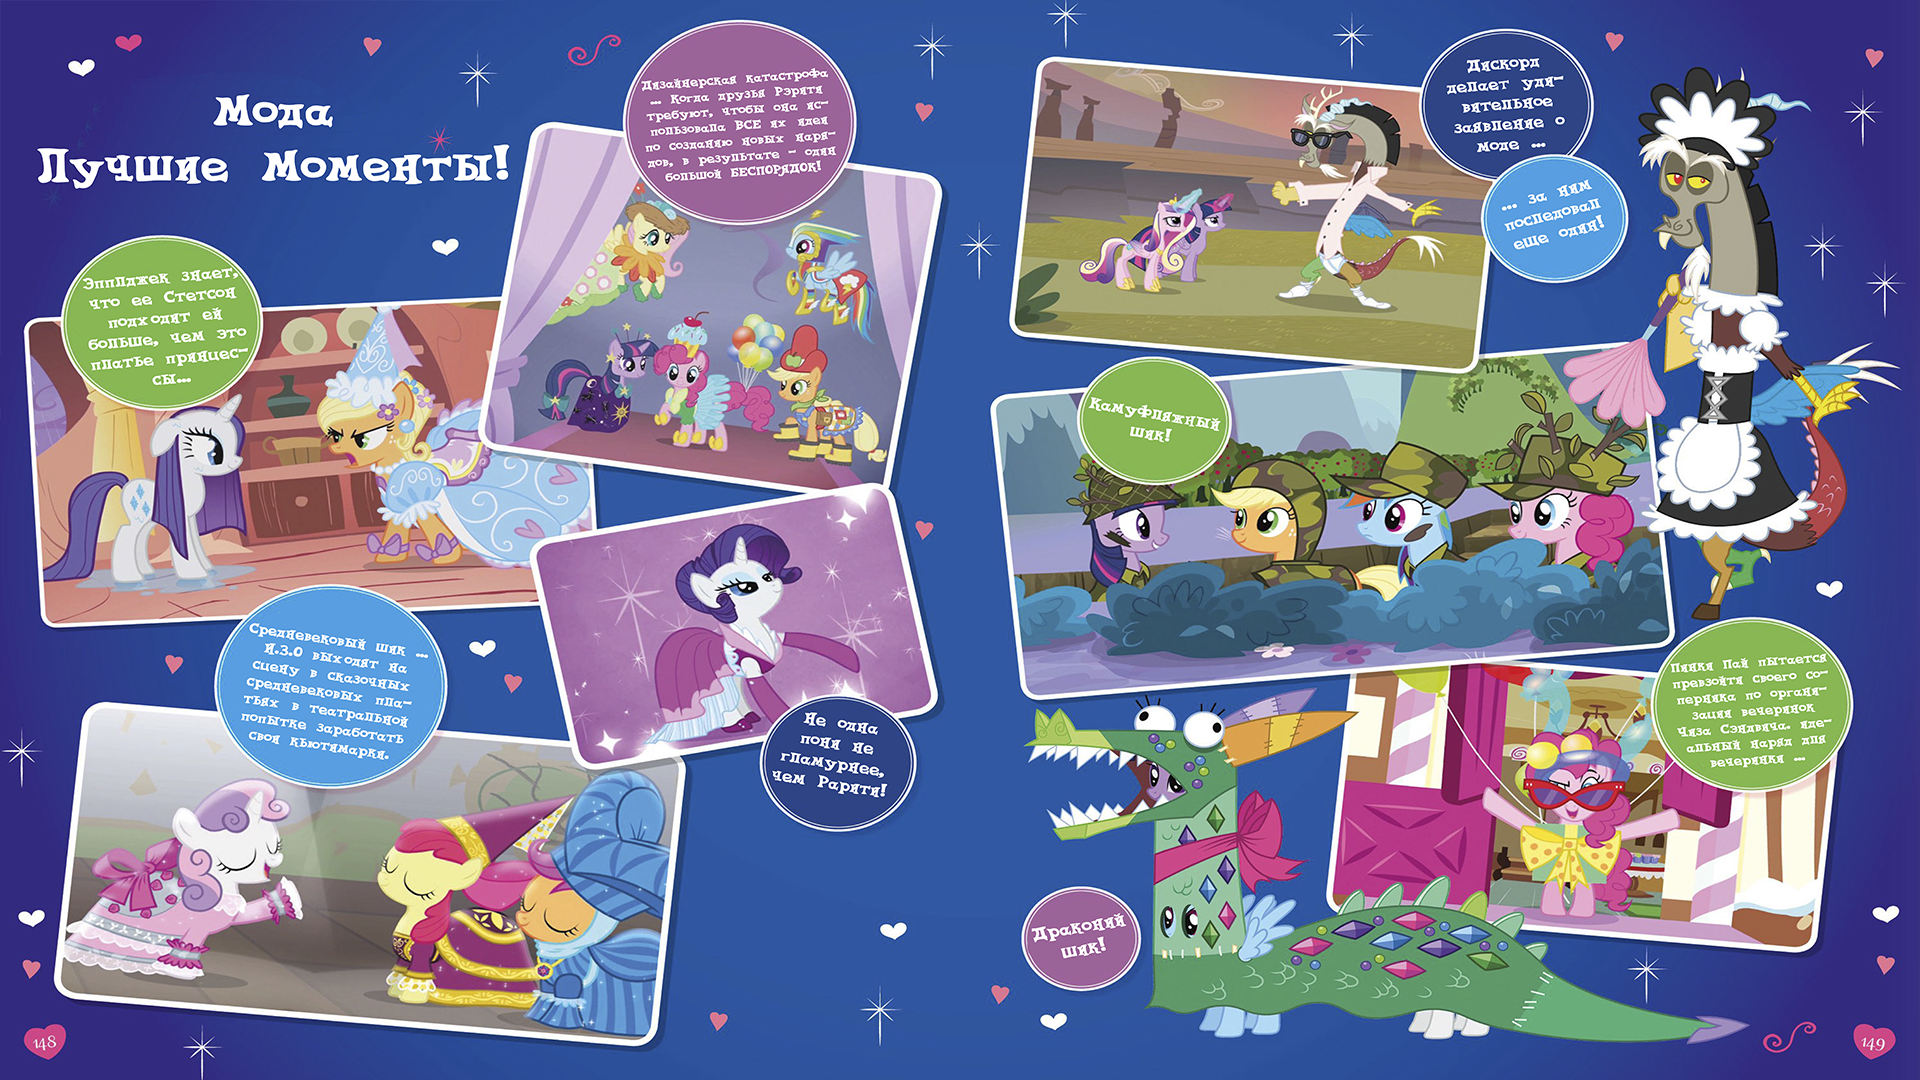 Мода
Лучшие Моменты!
Дизайнерская катастрофа
... Когда друзья Рэрити
требуют, чтобы она ис-
пользовала ВСЕ их идеи
по созданию новых наря-
дов, в результате - один
большой БЕСПОРЯДОК!
Эпплджек знает,
что ее Стетсон
подходит ей
больше, чем это
платье принцес-
сы...
Средневековый шик ...
И.З.О выходят на
сцену в сказочных
средневековых пла-
тьях в театральной
попытке заработать
свои кьютимарки.
Не одна
пони не
гламурнее,
чем Рарити!
148
Дискорд
делает уди-
вительное
заявление о
моде ...
... за ним
последовал
еще один!
Камуфляжный
шик!
Пинки Пай пытается
превзойти своего со-
перника по органи-
зации вечеринок
Чиза Сэндвича. иде-
альный наряд для
вечеринки ...
Драконий
шик!
149